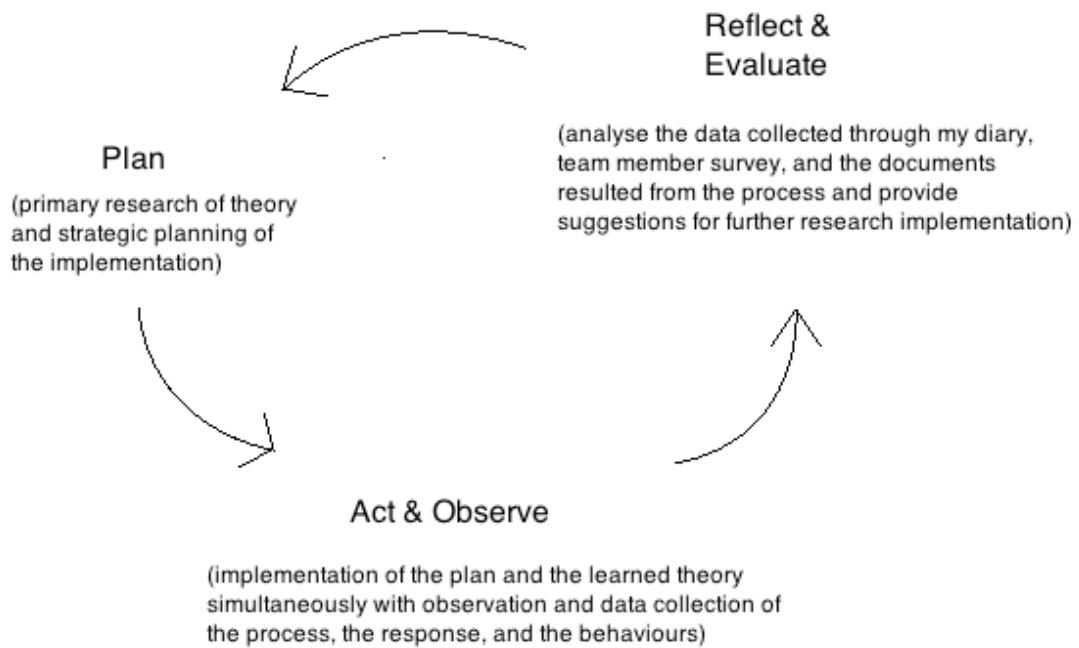 Reflect &
Evaluate
(analyse the data collected through my diary,
team member survey, and the documents
resulted from the process and provide
suggestions for further research implementation)
Plan
(primary research of theory
and strategic planning of
the implementation)
Act & Observe
(implementation of the plan and the learned theory
simultaneously with observation and data collection of
the process, the response, and the behaviours)